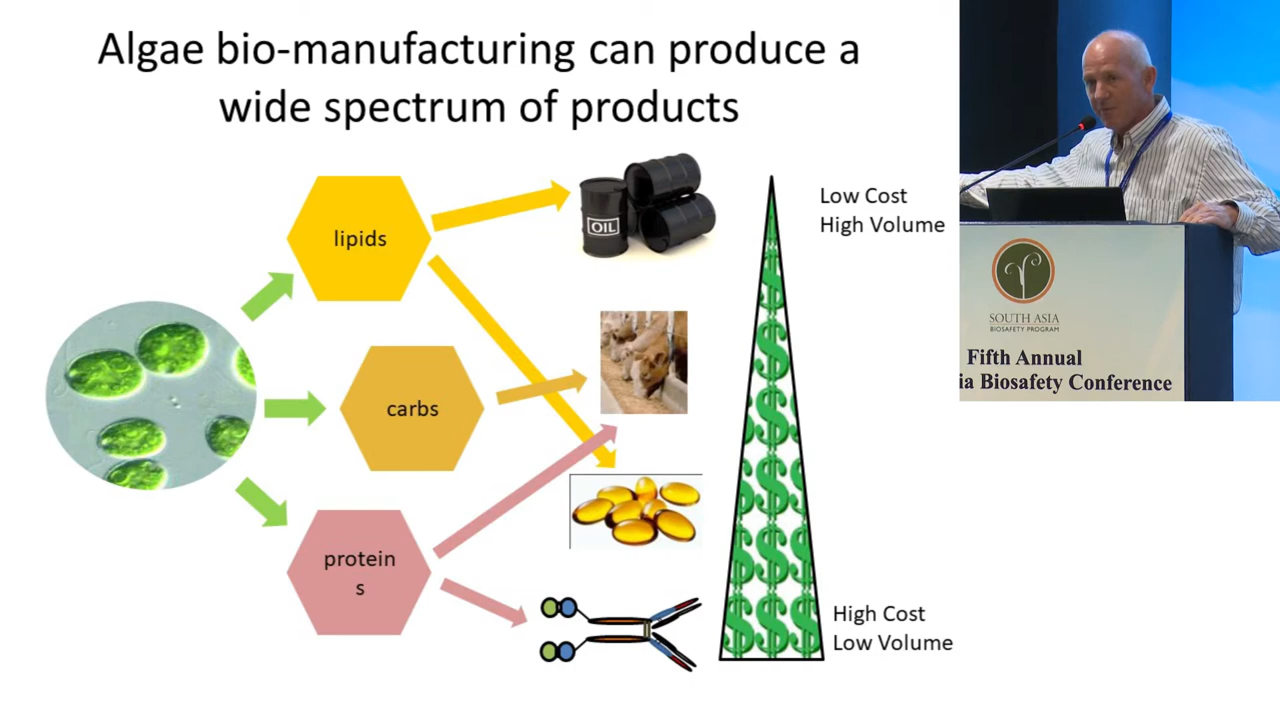 Algae bio-manufacturing can produce a
wide spectrum of products
lipids
carbs
protein
s
OIL
Low Cost
High Volume
High Cost
Low Volume
SOUTH ASIA
BIOSAFETY PROGRAM
Fifth Annual
ia Biosafety Conference